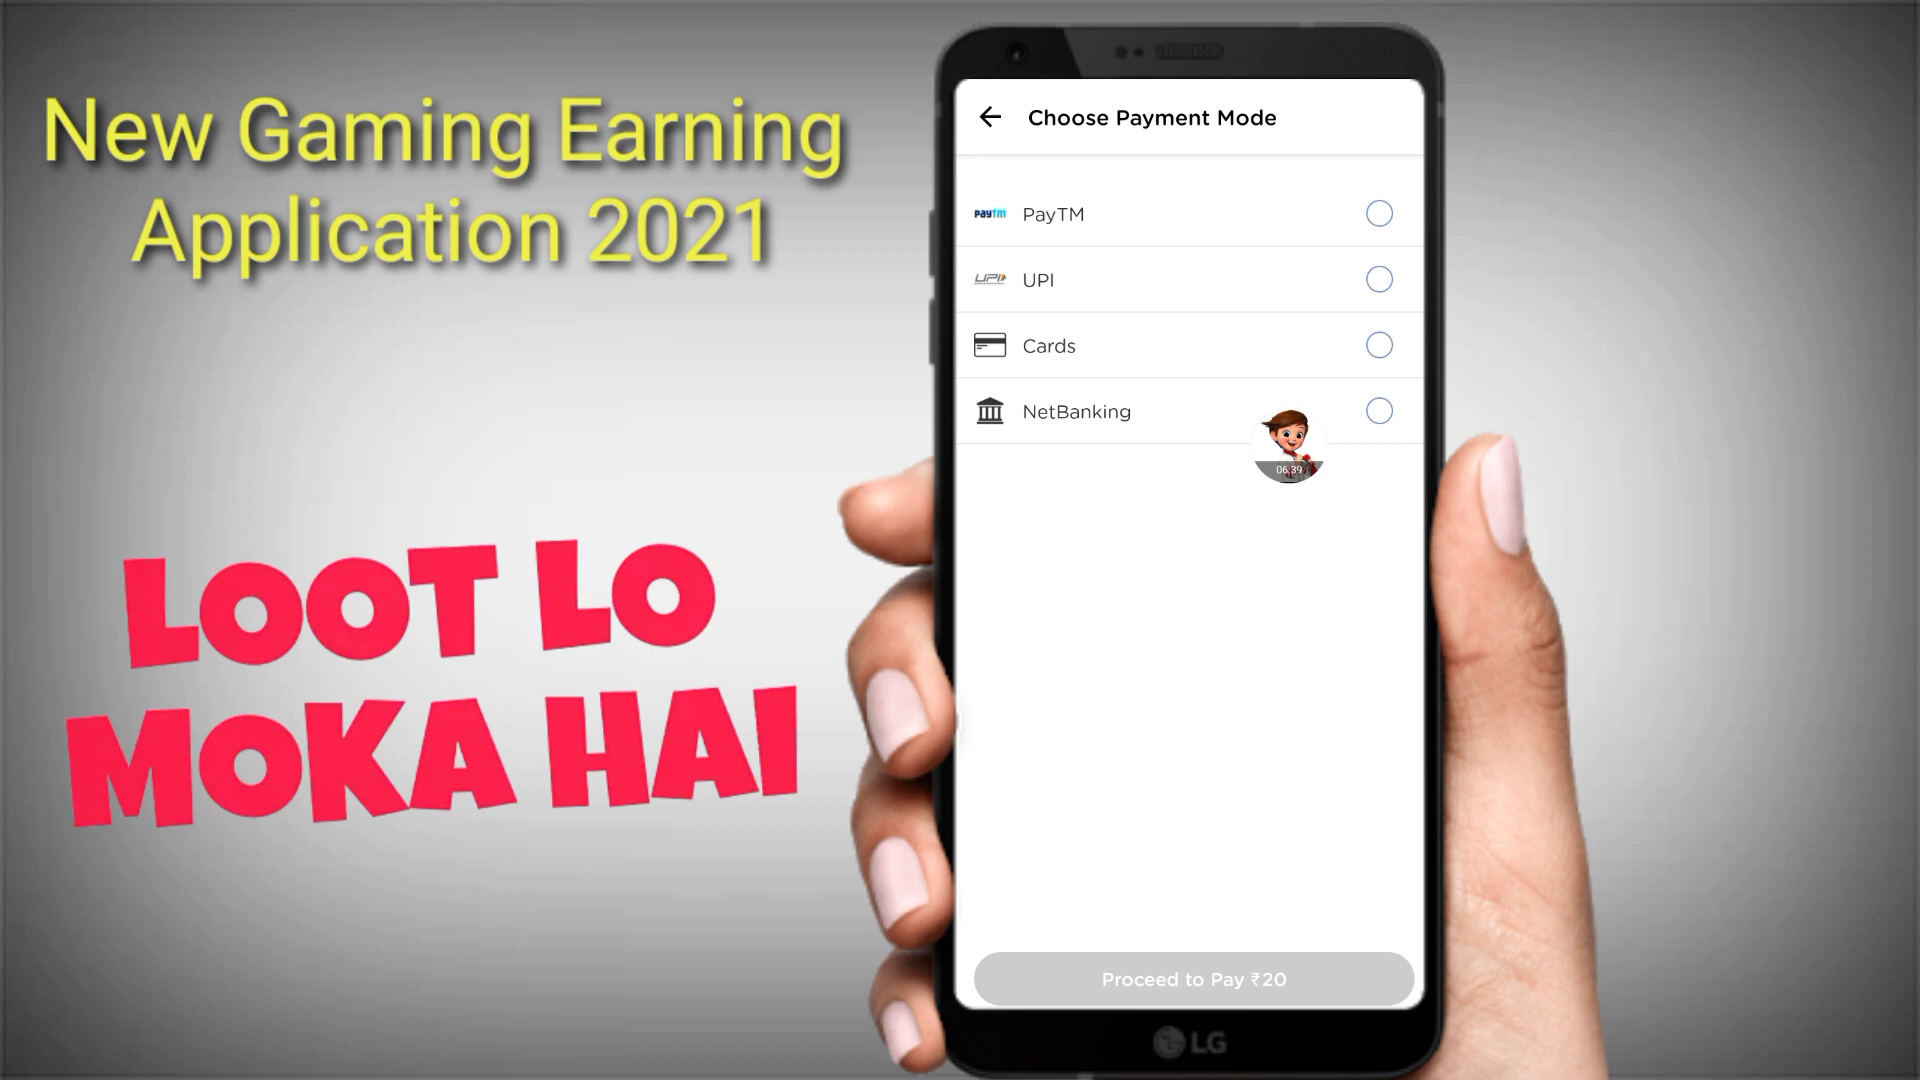 New Gaming Earning
Application 2021
LOOT LO
MOKA HAI
Choose Payment Mode
paytm PayTM
UPI UPI
Cards
NetBanking
06:39
Proceed to Pay ₹20
LG